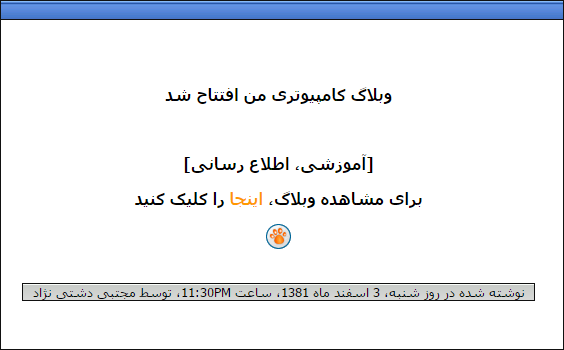 وبلاگ کامپیوتری من افتتاح شد
[آموزشی، اطلاع رسانی]
برای مشاهده وبلاگ، اینجا را کلیک کنید
نوشته شده در روز شنبه، 3 اسفند ماه 1381، ساعت 11:30PM، توسط مجتبی دشتی نژاد